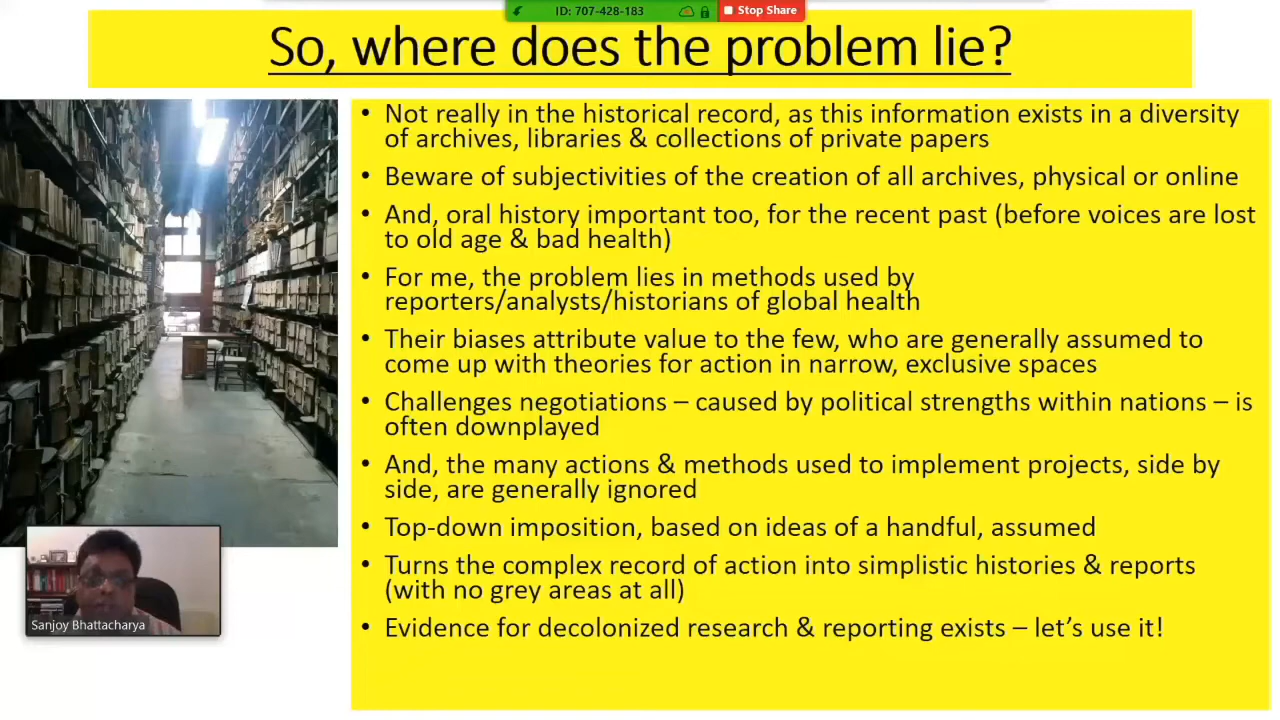 ID: 707-428-183
Stop Share
So, where does the problem lie?
• Not really in the historical record, as this information exists in a diversity
of archives, libraries & collections of private papers
• Beware of subjectivities of the creation of all archives, physical or online
• And, oral history important too, for the recent past (before voices are lost
to old age & bad health)
• For me, the problem lies in methods used by
reporters/analysts/historians of global health
• Their biases attribute value to the few, who are generally assumed to
come up with theories for action in narrow, exclusive spaces
• Challenges negotiations – caused by political strengths within nations – is
often downplayed
• And, the many actions & methods used to implement projects, side by
side, are generally ignored
• Top-down imposition, based on ideas of a handful, assumed
• Turns the complex record of action into simplistic histories & reports
(with no grey areas at all)
• Evidence for decolonized research & reporting exists – let’s use it!
Sanjoy Bhattacharya